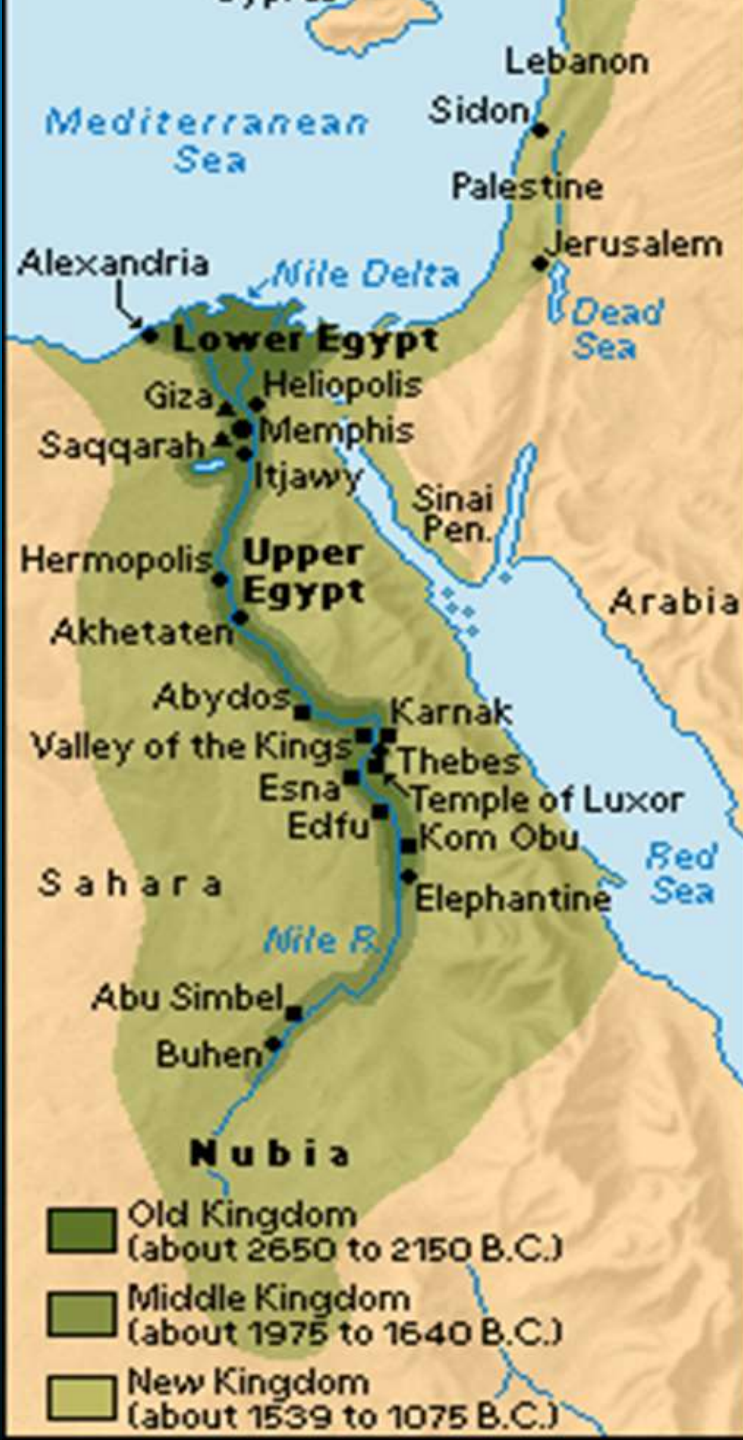 Cyprus
Lebanon
Sidon
Mediterranean
Sea
Palestine
Jerusalem
Alexandria
Nile Delta
Dead
Sea
Lower Egypt
Giza
Heliopolis
Memphis
Saqqarah
Itjawy
Sinai
Pen.
Hermopolis
Upper
Egypt
Arabia
Akhetaten
Abydos
Karnak
Valley of the Kings
Thebes
Esna
Temple of Luxor
Edfu
Kom Obu
Red
Sea
Sahara
Elephantine
Nile R.
Abu Simbel
Buhen
Nubia
Old Kingdom
(about 2650 to 2150 B.C.)
Middle Kingdom
(about 1975 to 1640 B.C.)
New Kingdom
(about 1539 to 1075 B.C.)